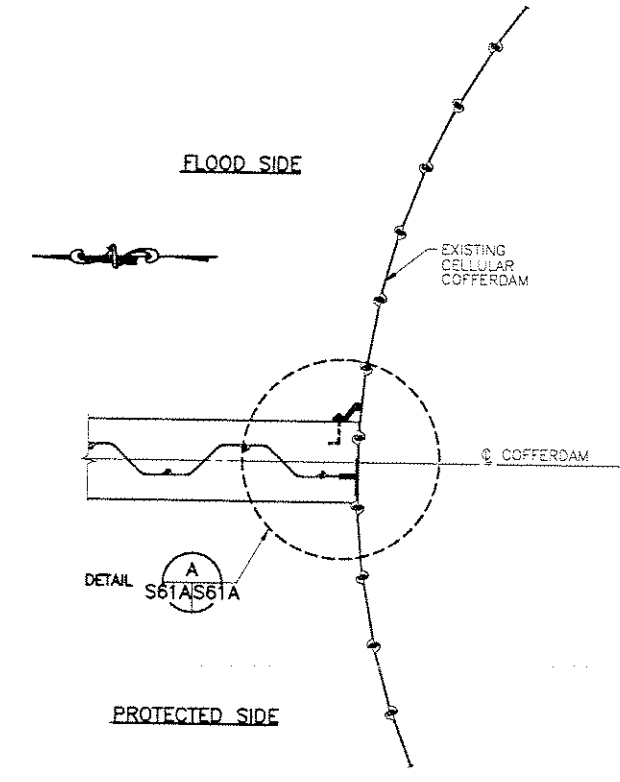 FLOOD SIDE
EXISTING
CELLULAR
COFFERDAM
℄ COFFERDAM
DETAIL
A
S61A S61A
PROTECTED SIDE